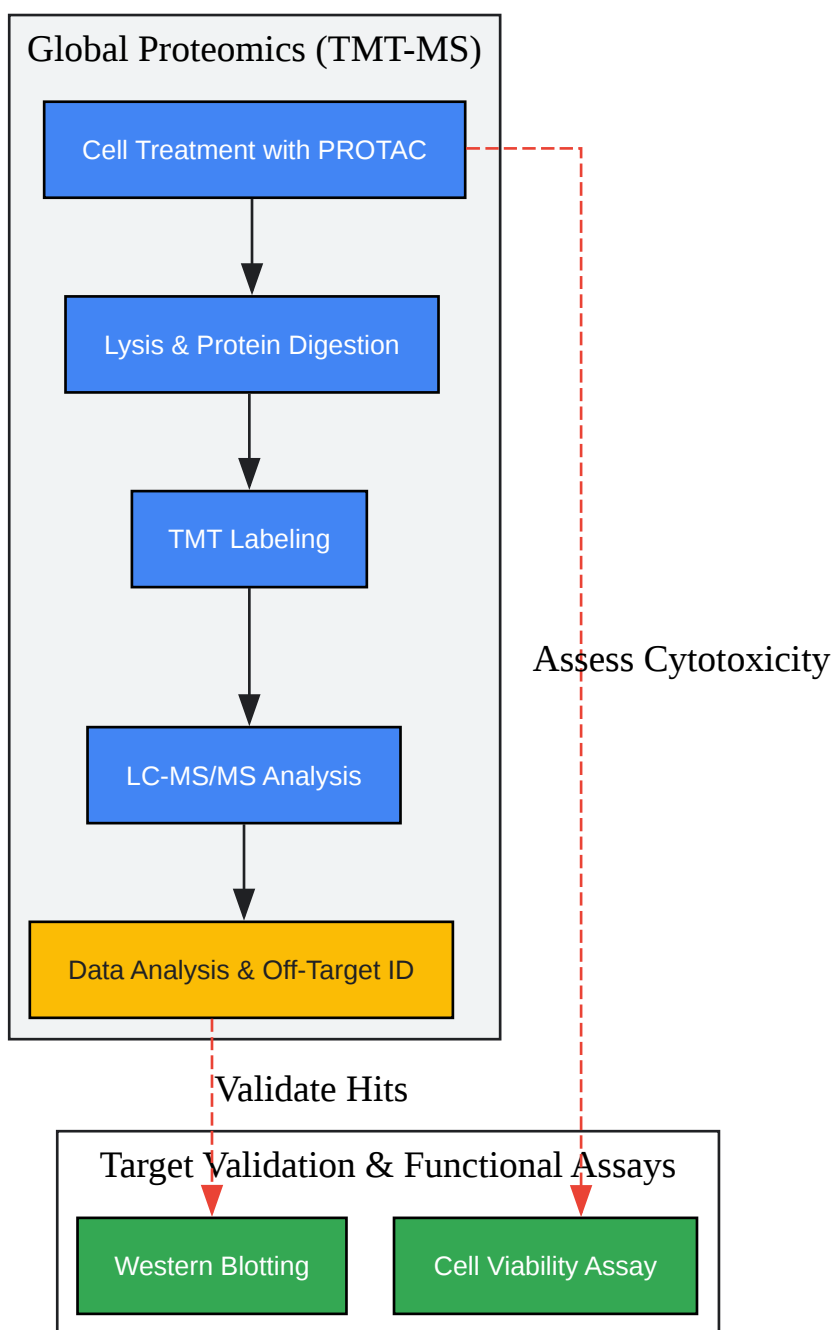 Global Proteomics (TMT-MS)
Cell Treatment with PROTAC
Lysis & Protein Digestion
TMT Labeling
Assess Cytotoxicity
LC-MS/MS Analysis
Data Analysis & Off-Target ID
Validate Hits
Target Validation & Functional Assays
Western Blotting
Cell Viability Assay